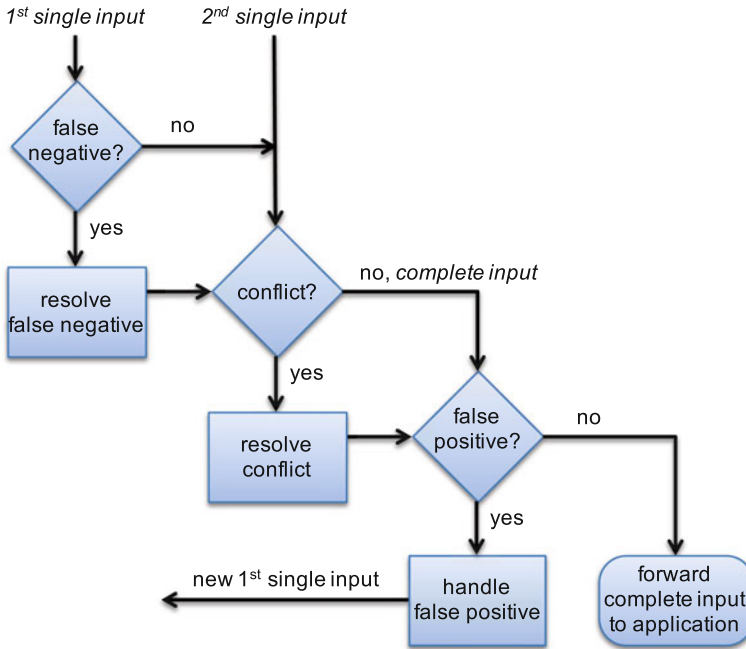 1st single input
2nd single input
false
negative?
no
yes
resolve
false negative
conflict?
no, complete input
yes
resolve
conflict
false
positive?
no
yes
new 1st single input
handle
false positive
forward
complete input
to application